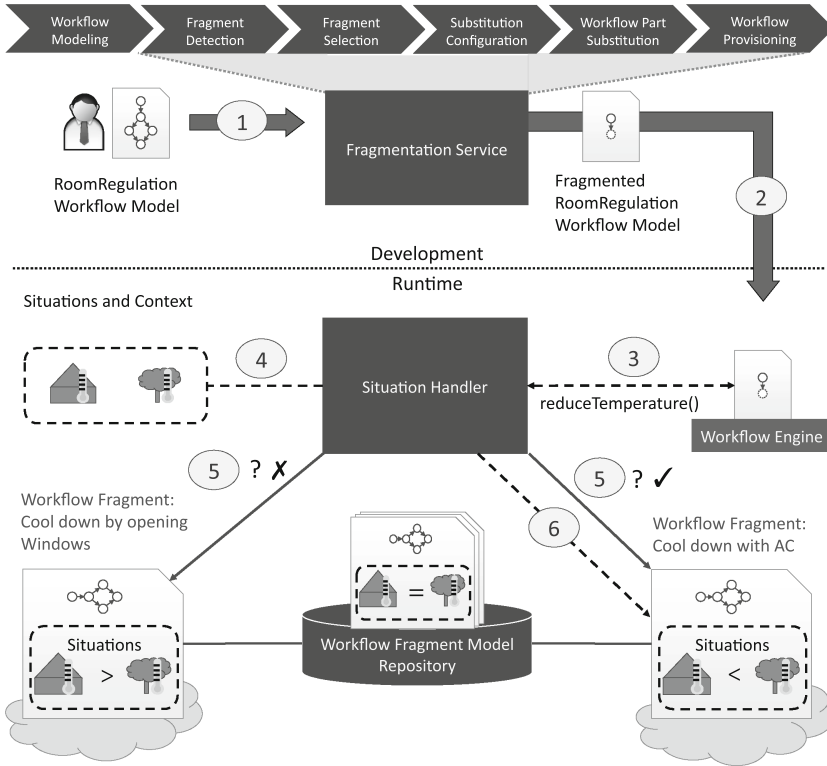 Workflow
Modeling
Fragment
Detection
Fragment
Selection
Substitution
Configuration
Workflow Part
Substitution
Workflow
Provisioning
1
Fragmentation Service
2
RoomRegulation
Workflow Model
Fragmented
RoomRegulation
Workflow Model
Development
Runtime
Situations and Context
4
Situation Handler
3
reduceTemperature()
Workflow Engine
5 ? ✗
5 ? ✓
6
Workflow Fragment:
Cool down by opening
Windows
Workflow Fragment:
Cool down with AC
=
Situations
>
Workflow Fragment Model
Repository
Situations
<